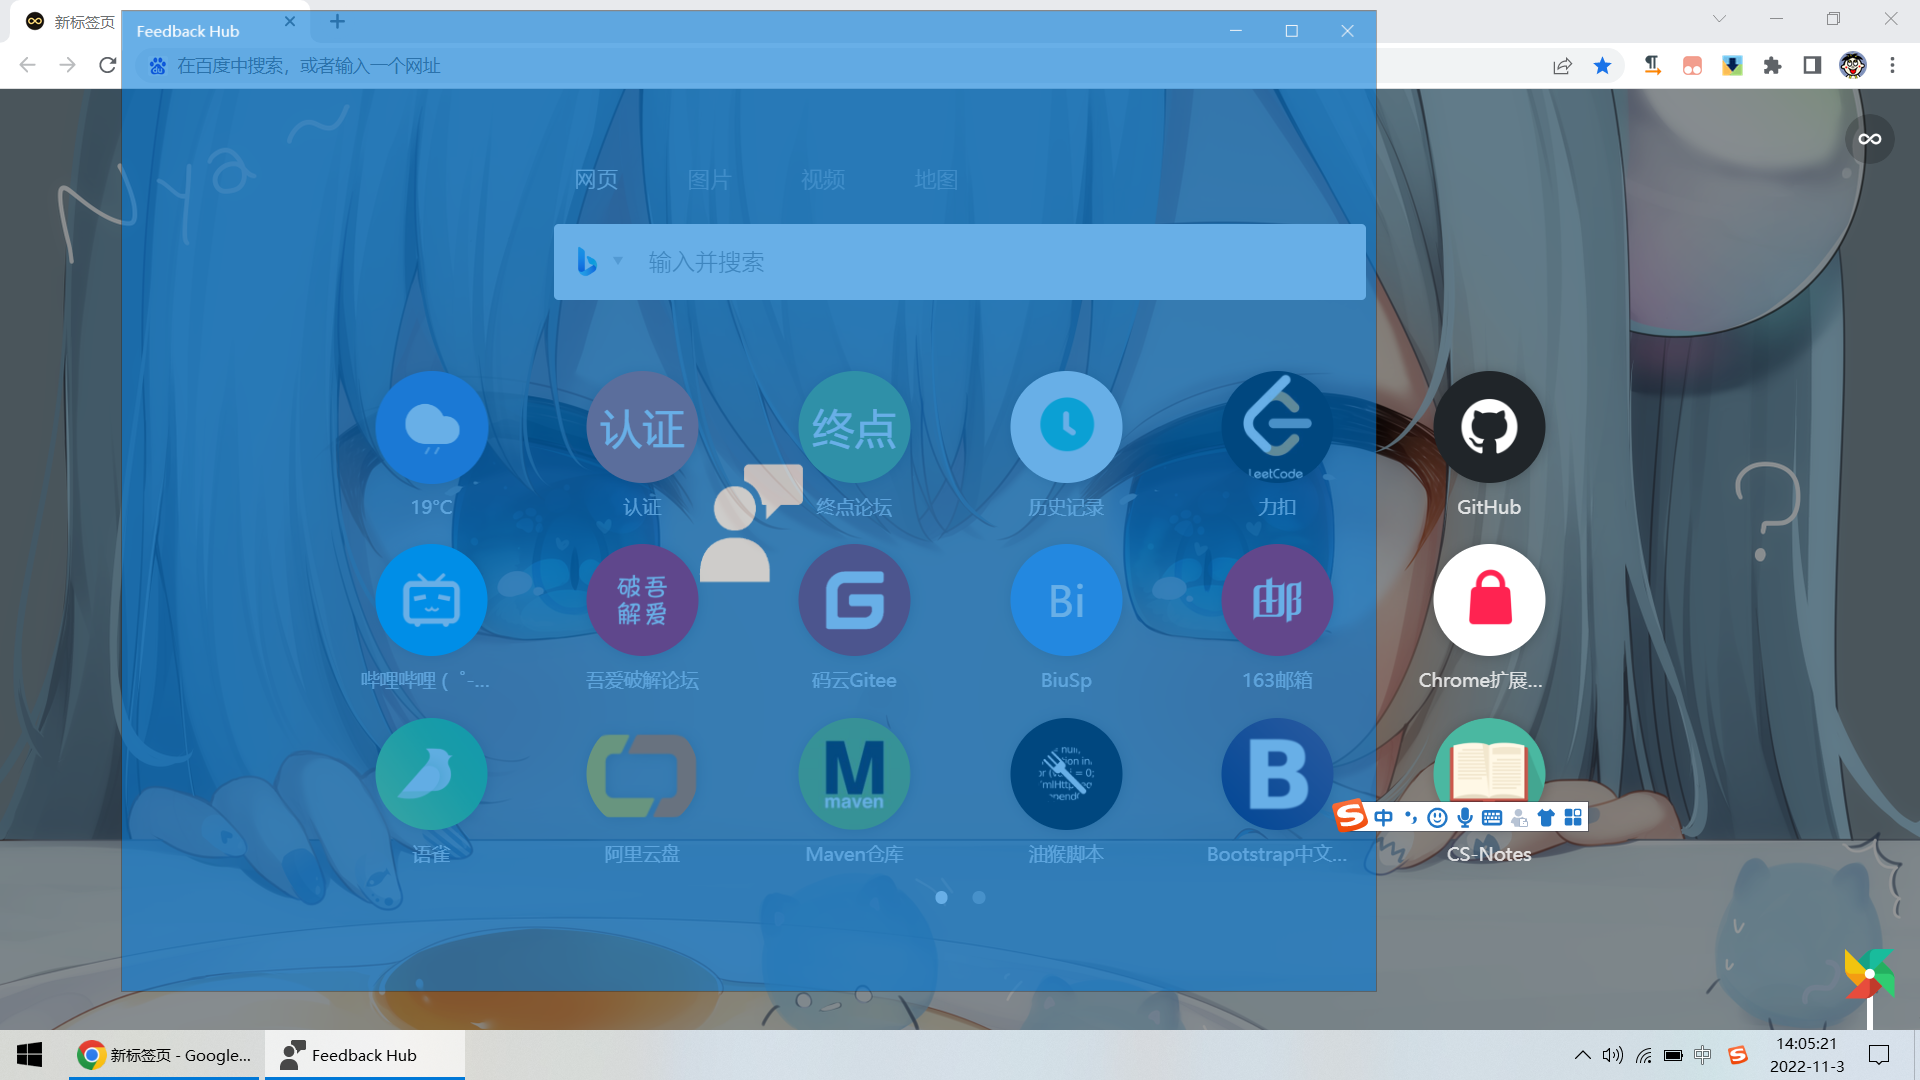 新标签页
Feedback Hub
在百度中搜索，或者输入一个网址
Nya~
网页 图片 视频 地图
输入并搜索
认证
终点
LeetCode
19°C
认证
终点论坛
历史记录
力扣
GitHub
?
破吾
解爱
Bi
邮
哔哩哔哩 ( ゜-...
吾爱破解论坛
码云Gitee
BiuSp
163邮箱
Chrome扩展...
M
maven
null,
B
中
语雀
阿里云盘
Maven仓库
油猴脚本
Bootstrap中文...
CS-Notes
新标签页 - Google...
Feedback Hub
中
14:05:21
2022-11-3